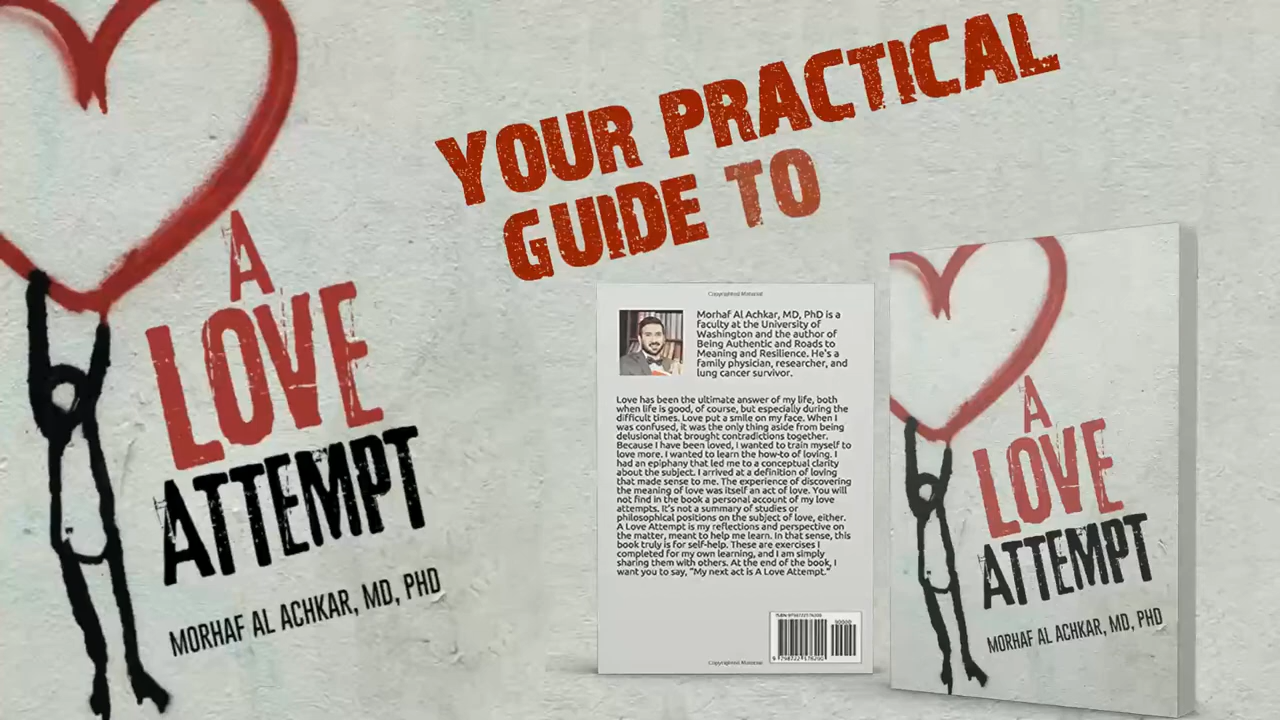 YOUR PRACTICAL
GUIDE TO
A
LOVE
ATTEMPT
MORHAF AL ACHKAR, MD, PHD
Copyrighted Material
Morhaf Al Achkar, MD, PhD is a
faculty at the University of
Washington and the author of
Being Authentic and Roads to
Meaning and Resilience. He's a
family physician, researcher, and
lung cancer survivor.
Love has been the ultimate answer of my life, both
when life is good, of course, but especially during the
difficult times. Love put a smile on my face. When I
was confused, it was the only thing aside from being
delusional that brought contradictions together.
Because I have been loved, I wanted to train myself to
love more. I wanted to learn the how-to of loving. I
had an epiphany that led me to a conceptual clarity
about the subject. I arrived at a definition of loving
that made sense to me. The experience of discovering
the meaning of love was itself an act of love. You will
not find in the book a personal account of my love
attempts. It's not a summary of studies or
philosophical positions on the subject of love, either.
A Love Attempt is my reflections and perspective on
the matter, meant to help me learn. In that sense, this
book truly is for self-help. These are exercises I
completed for my own learning, and I am simply
sharing them with others. At the end of the book, I
want you to say, "My next act is A Love Attempt."
90000
Copyrighted Material
A
LOVE
ATTEMPT
MORHAF AL ACHKAR, MD, PHD